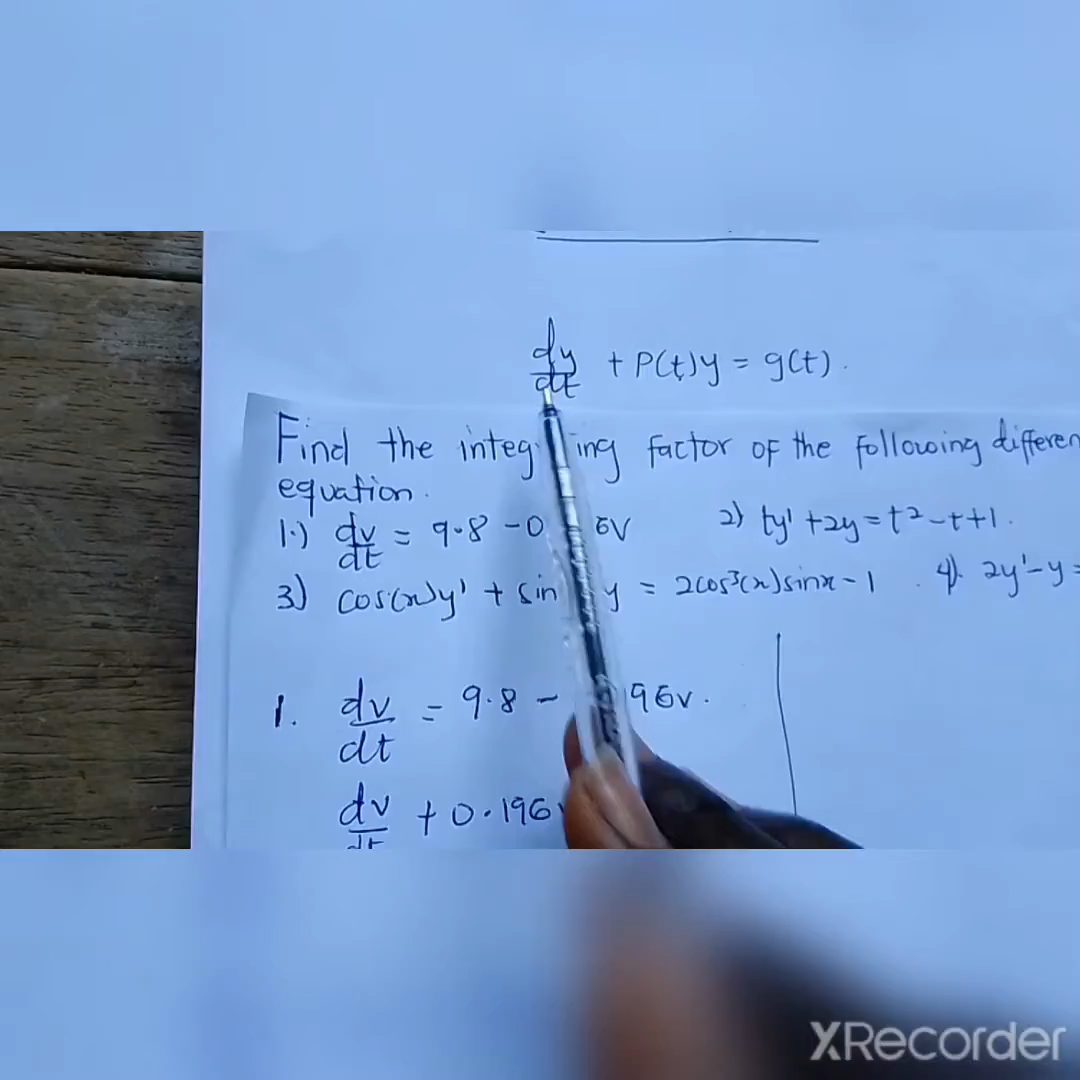 dy/dt + P(t)y = g(t).
Find the integ ing factor of the following differen
equation.
1.) dv/dt = 9.8 - 0. 6V 2) ty' + 2y = t² - t + 1.
3) cos(x)y' + sin y = 2cos³(x)sinx - 1 . 4). 2y' - y =
1. dv/dt = 9.8 - 196v.
dv/dt + 0.196
XRecorder